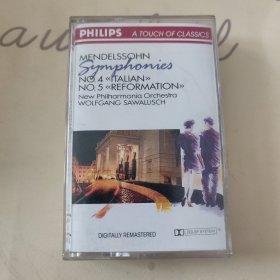 PHILIPS A TOUCH OF CLASSICS
MENDELSSOHN
Symphonies
NO.4 «ITALIAN»
NO.5 «REFORMATION»
New Philharmonia Orchestra
WOLFGANG SAWALLISCH
DIGITALLY REMASTERED
DOLBY SYSTEM